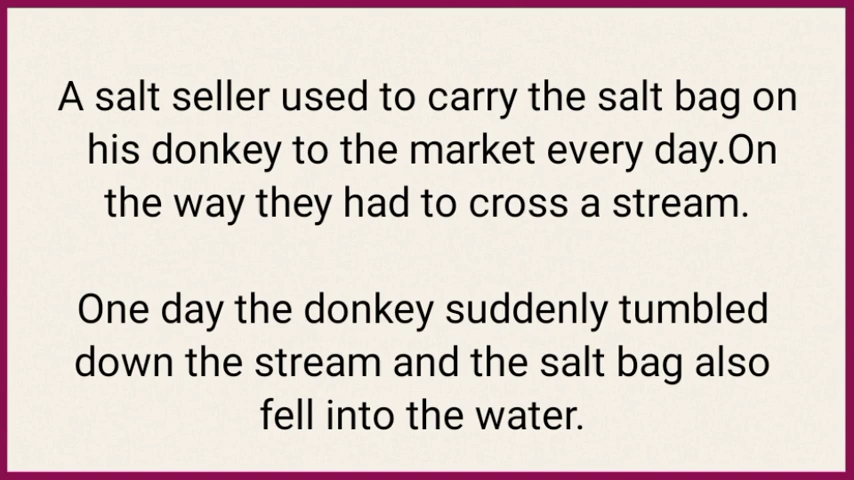 A salt seller used to carry the salt bag on
his donkey to the market every day.On
the way they had to cross a stream.
One day the donkey suddenly tumbled
down the stream and the salt bag also
fell into the water.